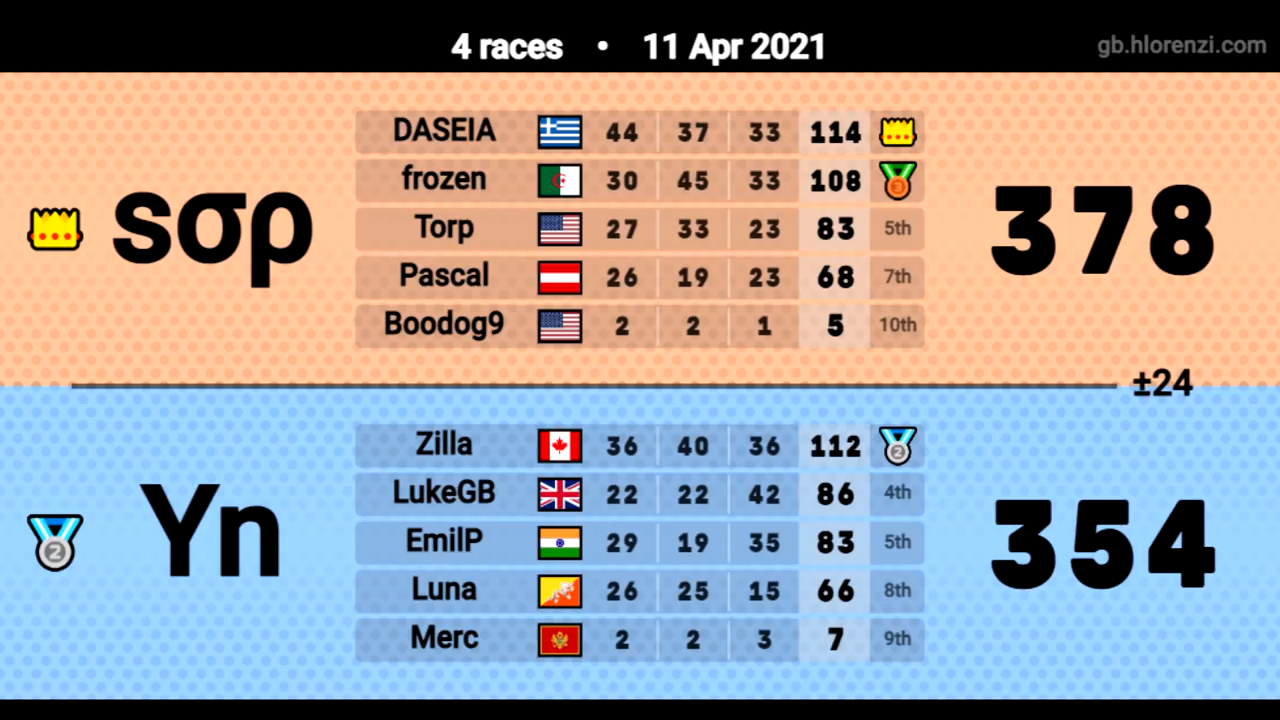 4 races • 11 Apr 2021
gb.hlorenzi.com
sσρ
DASEIA 44 37 33 114
frozen 30 45 33 108 3
Torp 27 33 23 83 5th
Pascal 26 19 23 68 7th
Boodog9 2 2 1 5 10th
378
±24
2
Yn
Zilla 36 40 36 112 2
LukeGB 22 22 42 86 4th
EmilP 29 19 35 83 5th
Luna 26 25 15 66 8th
Merc 2 2 3 7 9th
354